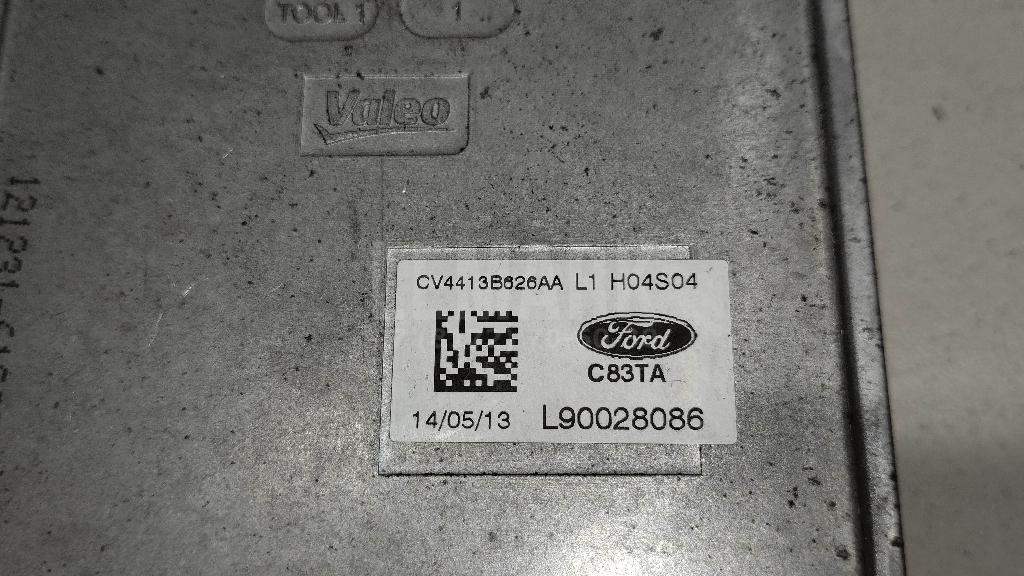 TOOL 1
1
Valeo
CV4413B626AA L1 H04S04
Ford
C83TA
14/05/13 L90028086